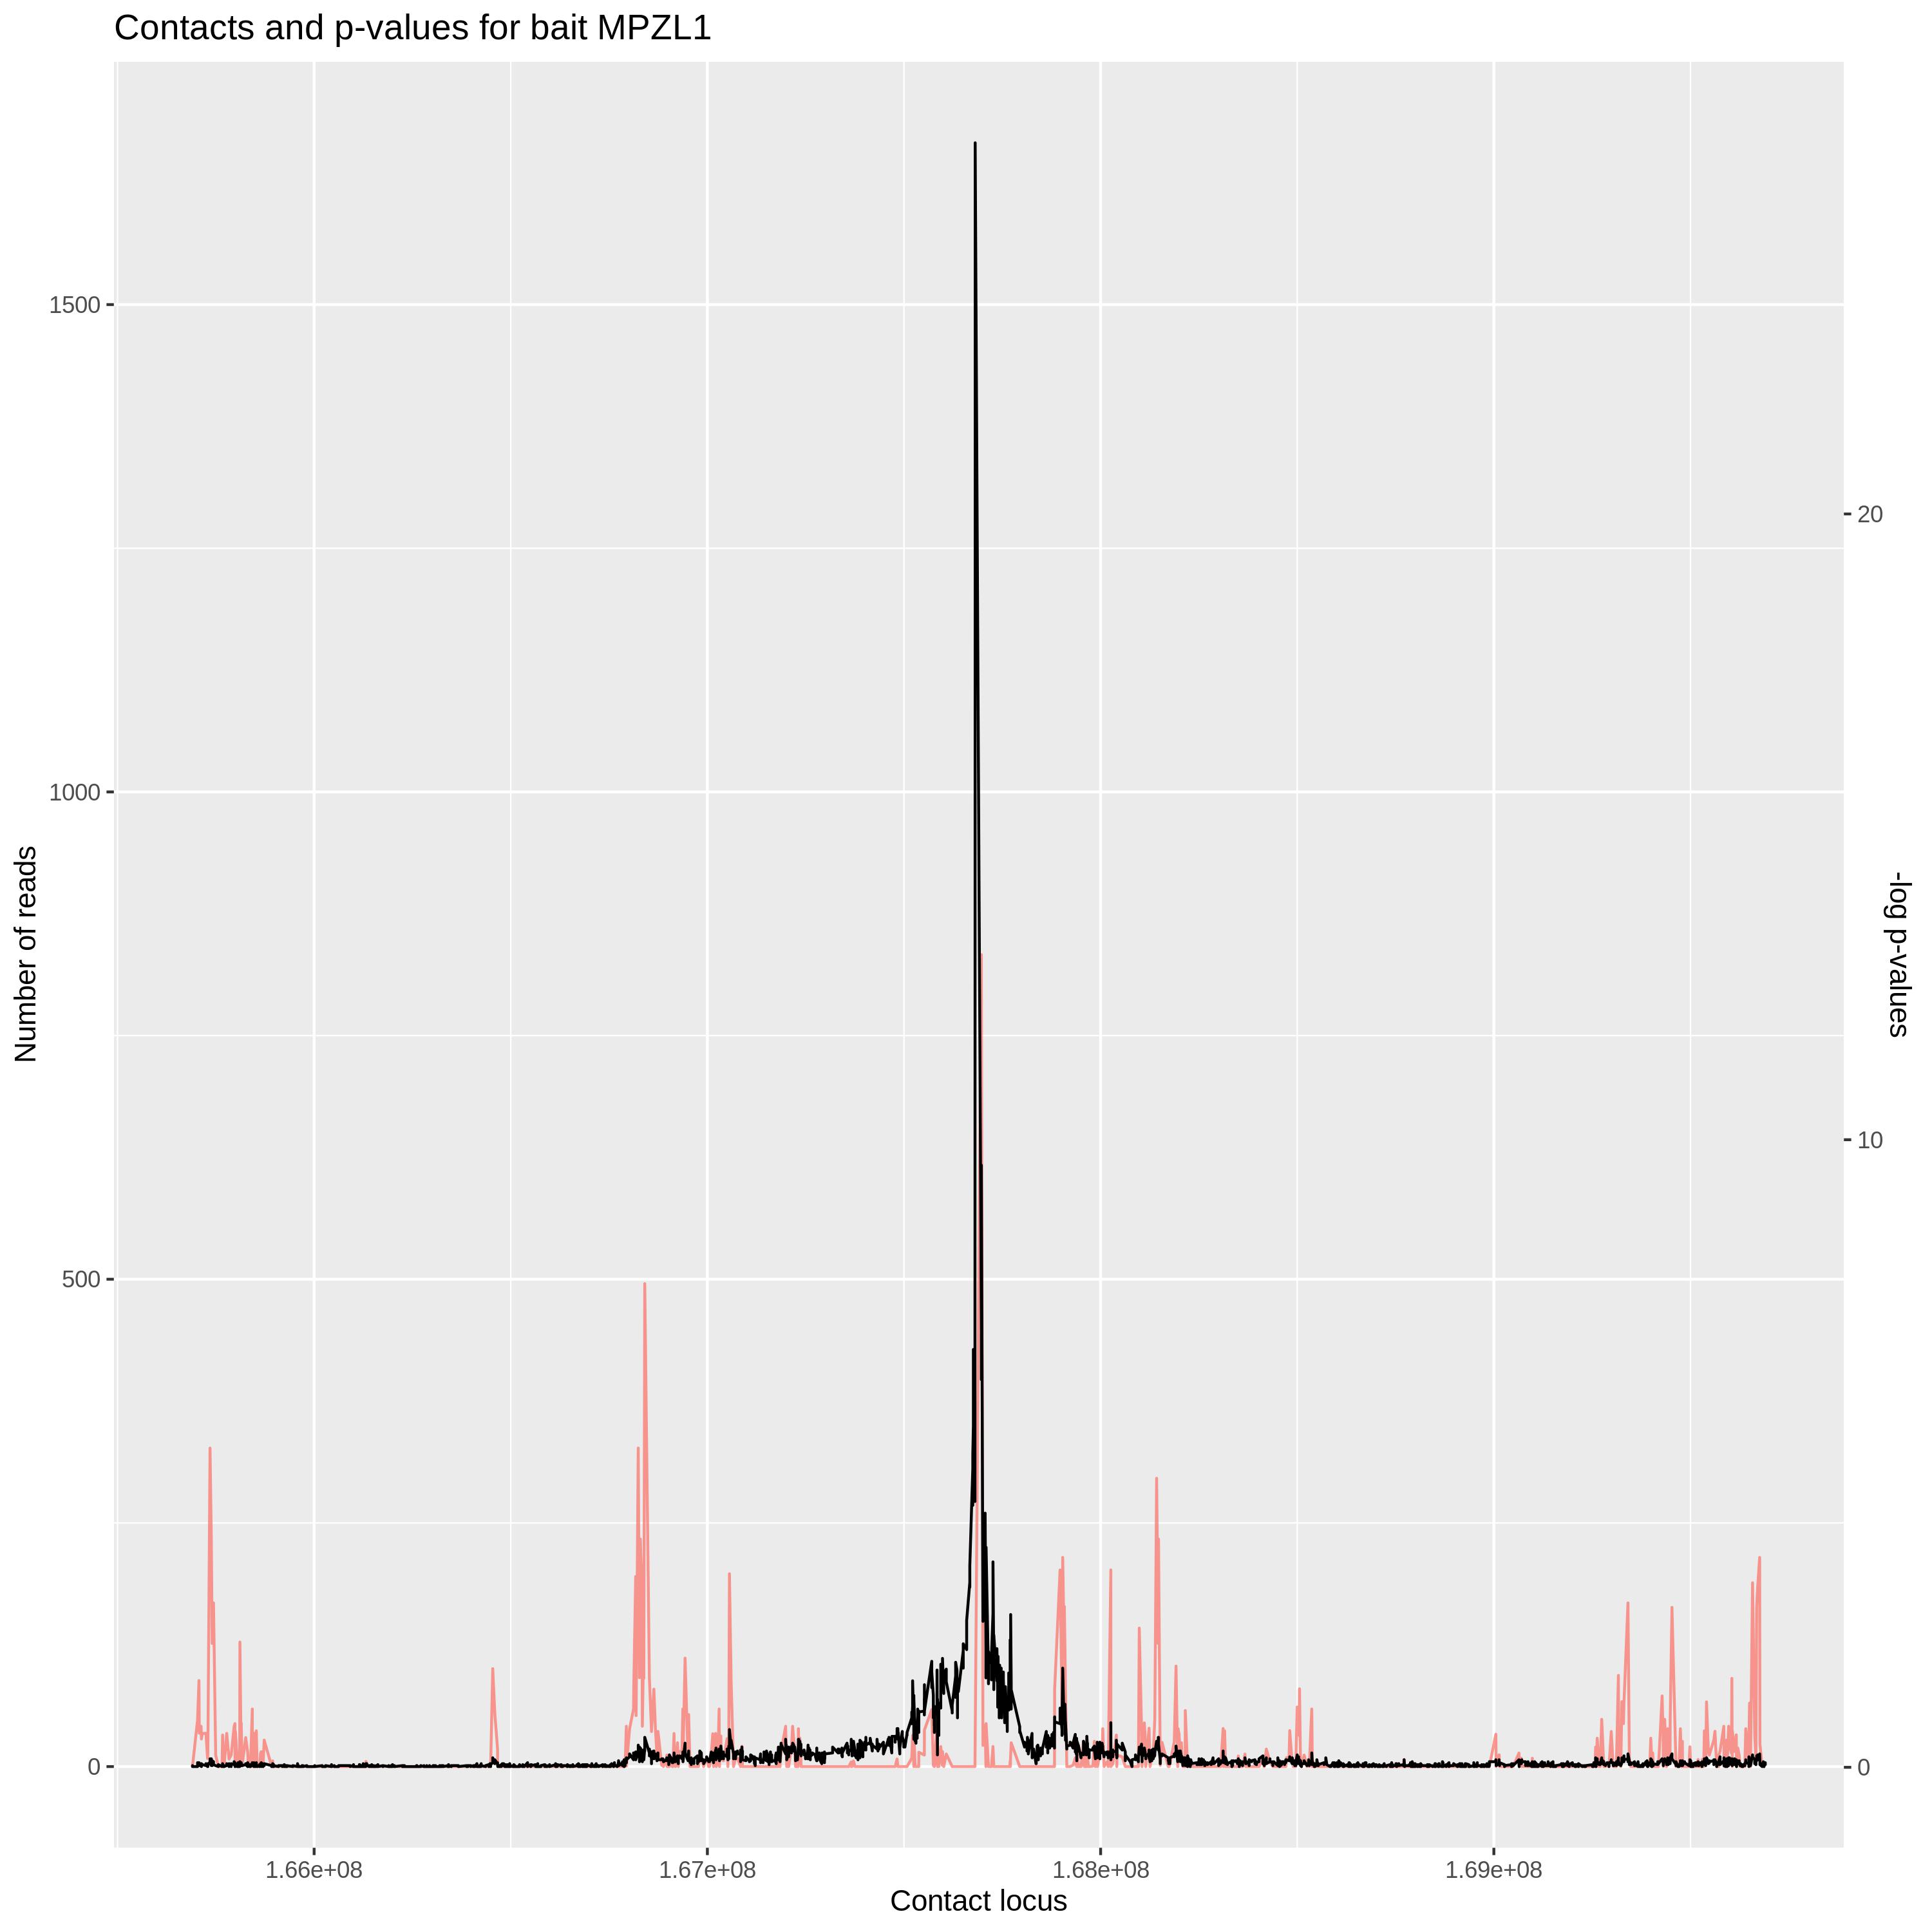 Contacts and p-values for bait MPZL1
1500
1000
500
0
20
10
0
Number of reads
-log p-values
1.66e+08
1.67e+08
1.68e+08
1.69e+08
Contact locus